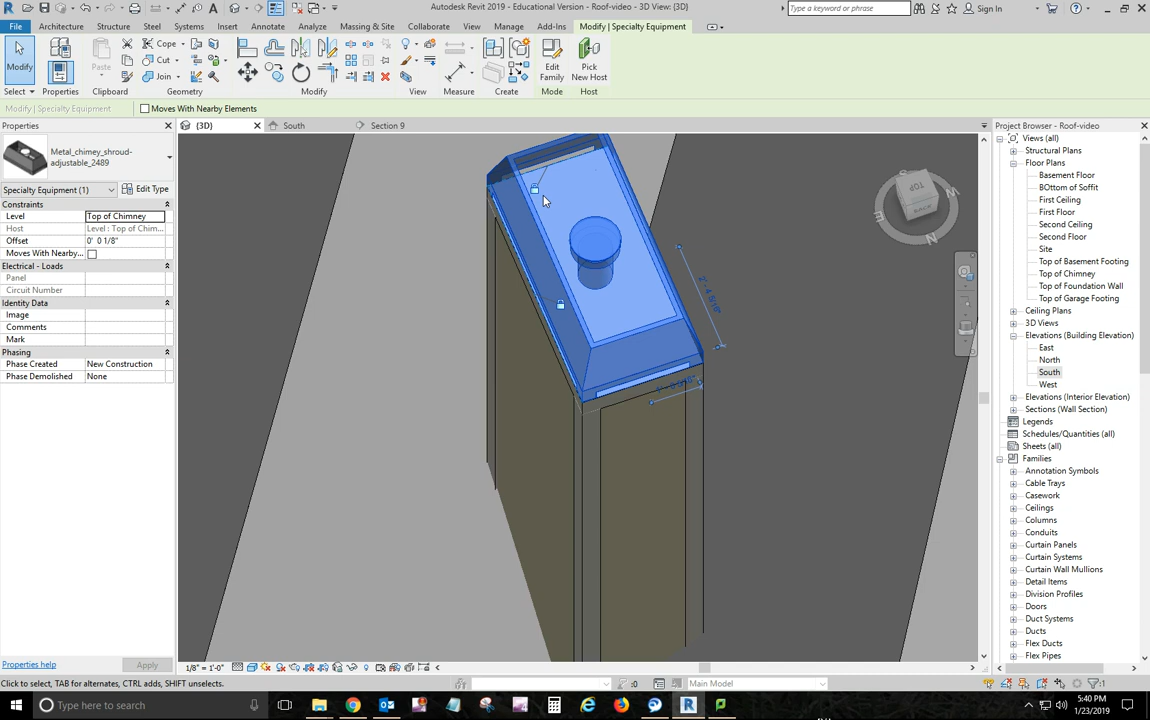 Autodesk Revit 2019 - Educational Version - Roof-video - 3D View: {3D}
Type a keyword or phrase
Sign In
File Architecture Structure Steel Systems Insert Annotate Analyze Massing & Site Collaborate View Manage Add-Ins Modify | Specialty Equipment
Modify
Paste
Cope
Cut
Join
Edit Family
Pick New Host
Select Properties Clipboard Geometry Modify View Measure Create Mode Host
Modify | Specialty Equipment
Moves With Nearby Elements
Properties
{3D}
South
Section 9
Project Browser - Roof-video
Metal_chimey_shroud-adjustable_2489
Specialty Equipment (1)
Edit Type
Constraints
Level Top of Chimney
Host Level : Top of Chim...
Offset 0' 0 1/8"
Moves With Nearby...
Electrical - Loads
Panel
Circuit Number
Identity Data
Image
Comments
Mark
Phasing
Phase Created New Construction
Phase Demolished None
Properties help
Apply
TOP
BACK
S
W
N
E
Views (all)
Structural Plans
Floor Plans
Basement Floor
BOttom of Soffit
First Ceiling
First Floor
Second Ceiling
Second Floor
Site
Top of Basement Footing
Top of Chimney
Top of Foundation Wall
Top of Garage Footing
Ceiling Plans
3D Views
Elevations (Building Elevation)
East
North
South
West
Elevations (Interior Elevation)
Sections (Wall Section)
Legends
Schedules/Quantities (all)
Sheets (all)
Families
Annotation Symbols
Cable Trays
Casework
Ceilings
Columns
Conduits
Curtain Panels
Curtain Systems
Curtain Wall Mullions
Detail Items
Division Profiles
Doors
Duct Systems
Ducts
Flex Ducts
Flex Pipes
1/8" = 1'-0"
Click to select, TAB for alternates, CTRL adds, SHIFT unselects.
:0
Main Model
:1
Type here to search
5:40 PM
1/23/2019